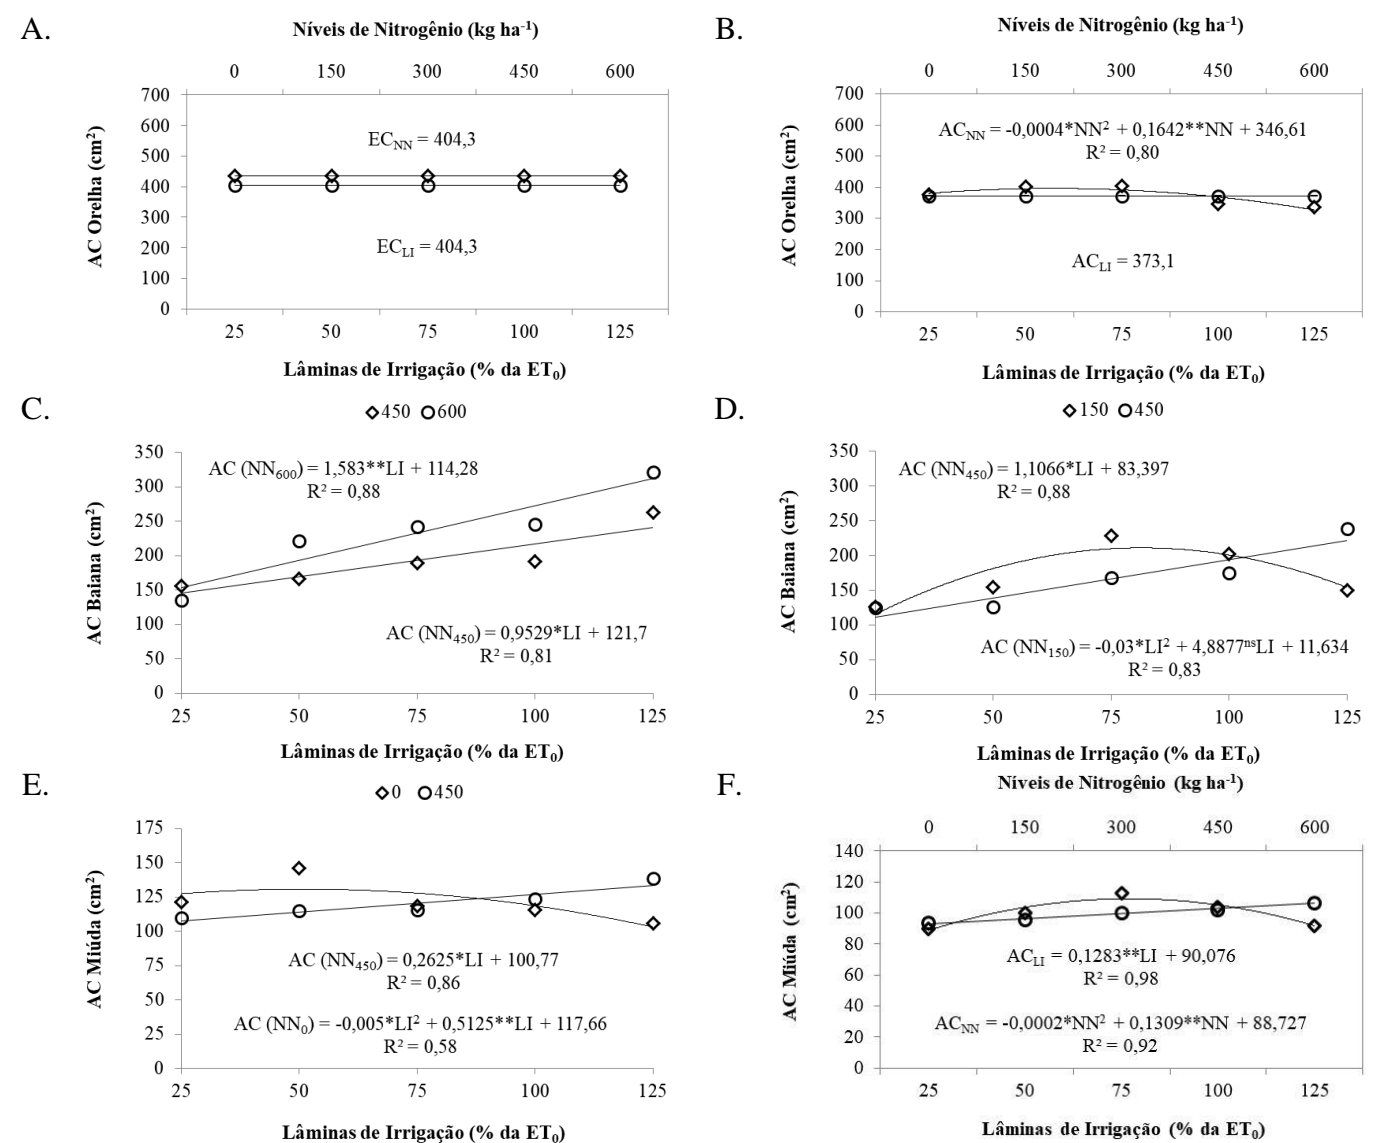 A.
Níveis de Nitrogênio (kg ha⁻¹)
0 150 300 450 600
700
600
500
400
300
200
100
0
AC Orelha (cm²)
EC_NN = 404,3
EC_LI = 404,3
25 50 75 100 125
Lâminas de Irrigação (% da ET₀)
B.
Níveis de Nitrogênio (kg ha⁻¹)
0 150 300 450 600
700
600
500
400
300
200
100
0
AC Orelha (cm²)
AC_NN = -0,0004*NN² + 0,1642**NN + 346,61
R² = 0,80
AC_LI = 373,1
25 50 75 100 125
Lâminas de Irrigação (% da ET₀)
C.
450 600
350
300
250
200
150
100
50
0
AC Baiana (cm²)
AC (NN₆₀₀) = 1,583**LI + 114,28
R² = 0,88
AC (NN₄₅₀) = 0,9529*LI + 121,7
R² = 0,81
25 50 75 100 125
Lâminas de Irrigação (% da ET₀)
D.
150 450
350
300
250
200
150
100
50
0
AC Baiana (cm²)
AC (NN₄₅₀) = 1,1066*LI + 83,397
R² = 0,88
AC (NN₁₅₀) = -0,03*LI² + 4,8877ⁿˢLI + 11,634
R² = 0,83
25 50 75 100 125
Lâminas de Irrigação (% da ET₀)
E.
0 450
175
150
125
100
75
50
25
0
AC Miúda (cm²)
AC (NN₄₅₀) = 0,2625*LI + 100,77
R² = 0,86
AC (NN₀) = -0,005*LI² + 0,5125**LI + 117,66
R² = 0,58
25 50 75 100 125
Lâminas de Irrigação (% da ET₀)
F.
Níveis de Nitrogênio (kg ha⁻¹)
0 150 300 450 600
140
120
100
80
60
40
20
0
AC Miúda (cm²)
AC_LI = 0,1283**LI + 90,076
R² = 0,98
AC_NN = -0,0002*NN² + 0,1309**NN + 88,727
R² = 0,92
25 50 75 100 125
Lâminas de Irrigação (% da ET₀)